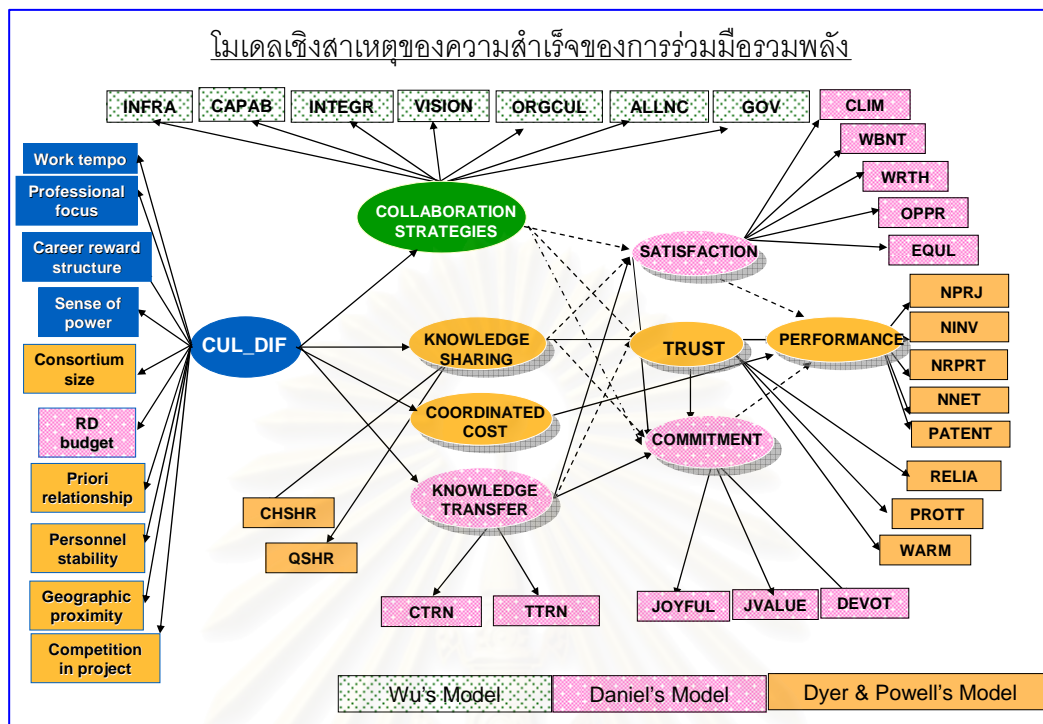 โมเดลเชิงสาเหตุของความสำเร็จของการร่วมมือรวมพลัง
INFRA
CAPAB
INTEGR
VISION
ORGCUL
ALLNC
GOV
CLIM
WBNT
WRTH
OPPR
EQUL
Work tempo
Professional
focus
Career reward
structure
Sense of
power
Consortium
size
RD
budget
Priori
relationship
Personnel
stability
Geographic
proximity
Competition
in project
CUL_DIF
COLLABORATION
STRATEGIES
KNOWLEDGE
SHARING
COORDINATED
COST
KNOWLEDGE
TRANSFER
SATISFACTION
TRUST
COMMITMENT
PERFORMANCE
NPRJ
NINV
NRPRT
NNET
PATENT
RELIA
PROTT
WARM
CHSHR
QSHR
CTRN
TTRN
JOYFUL
JVALUE
DEVOT
Wu's Model
Daniel's Model
Dyer & Powell's Model